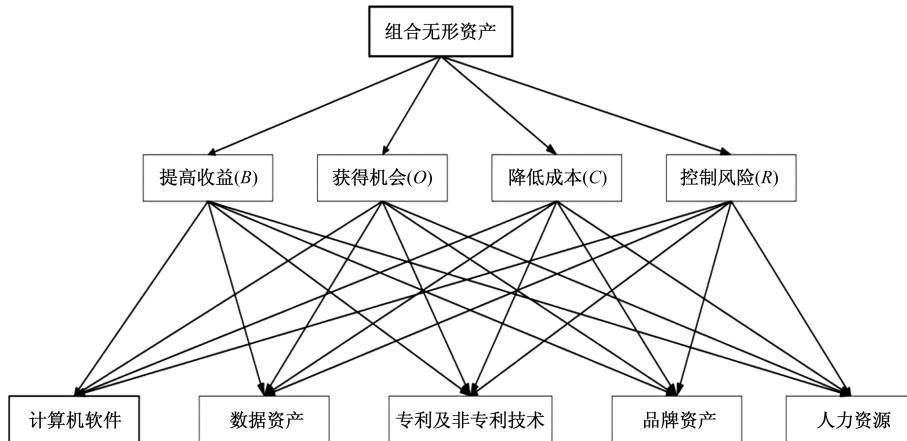 组合无形资产
提高收益(B)
获得机会(O)
降低成本(C)
控制风险(R)
计算机软件
数据资产
专利及非专利技术
品牌资产
人力资源